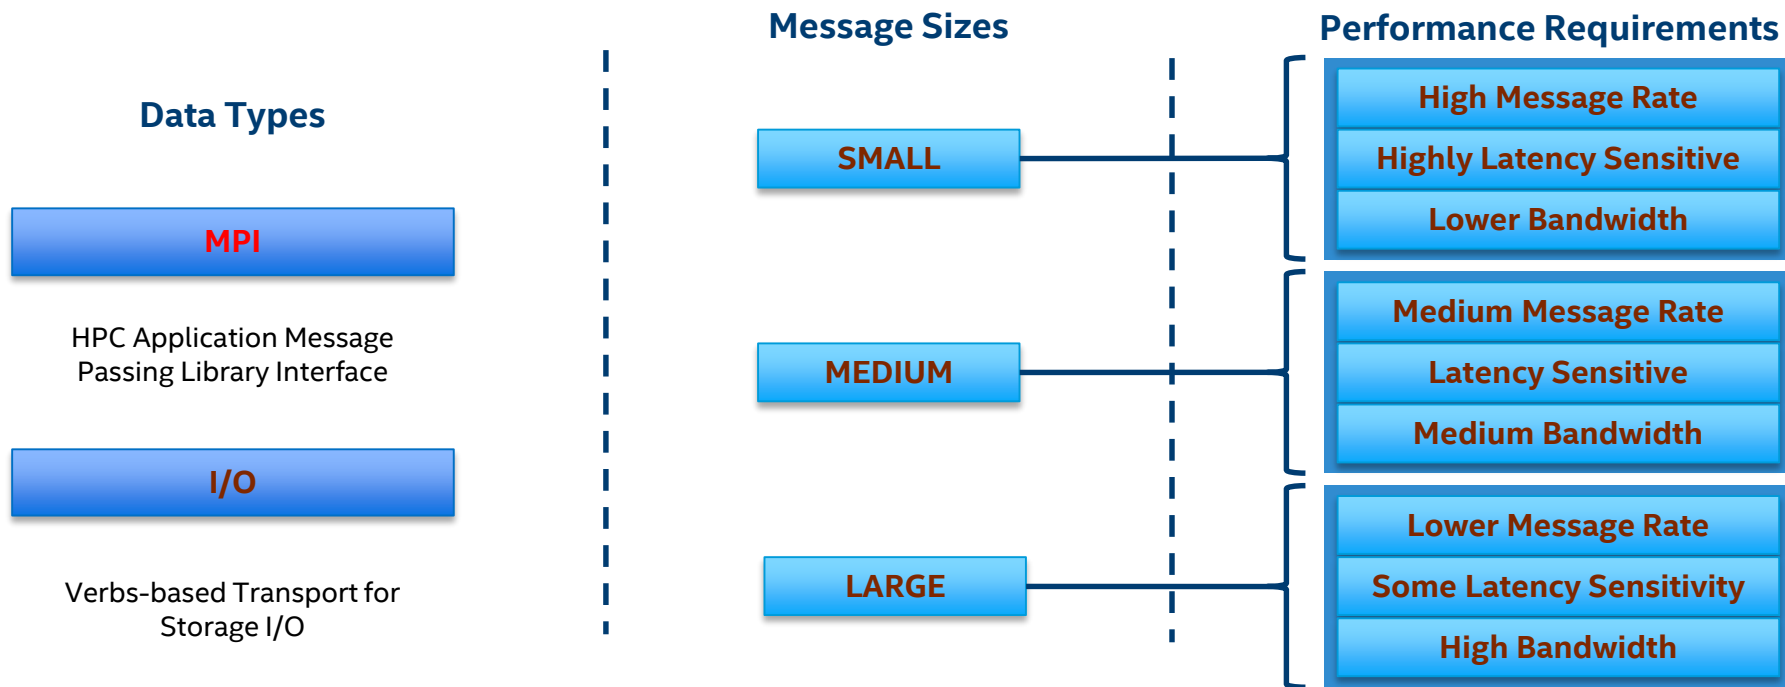 Data Types
MPI
HPC Application Message
Passing Library Interface
I/O
Verbs-based Transport for
Storage I/O
Message Sizes
SMALL
MEDIUM
LARGE
Performance Requirements
High Message Rate
Highly Latency Sensitive
Lower Bandwidth
Medium Message Rate
Latency Sensitive
Medium Bandwidth
Lower Message Rate
Some Latency Sensitivity
High Bandwidth